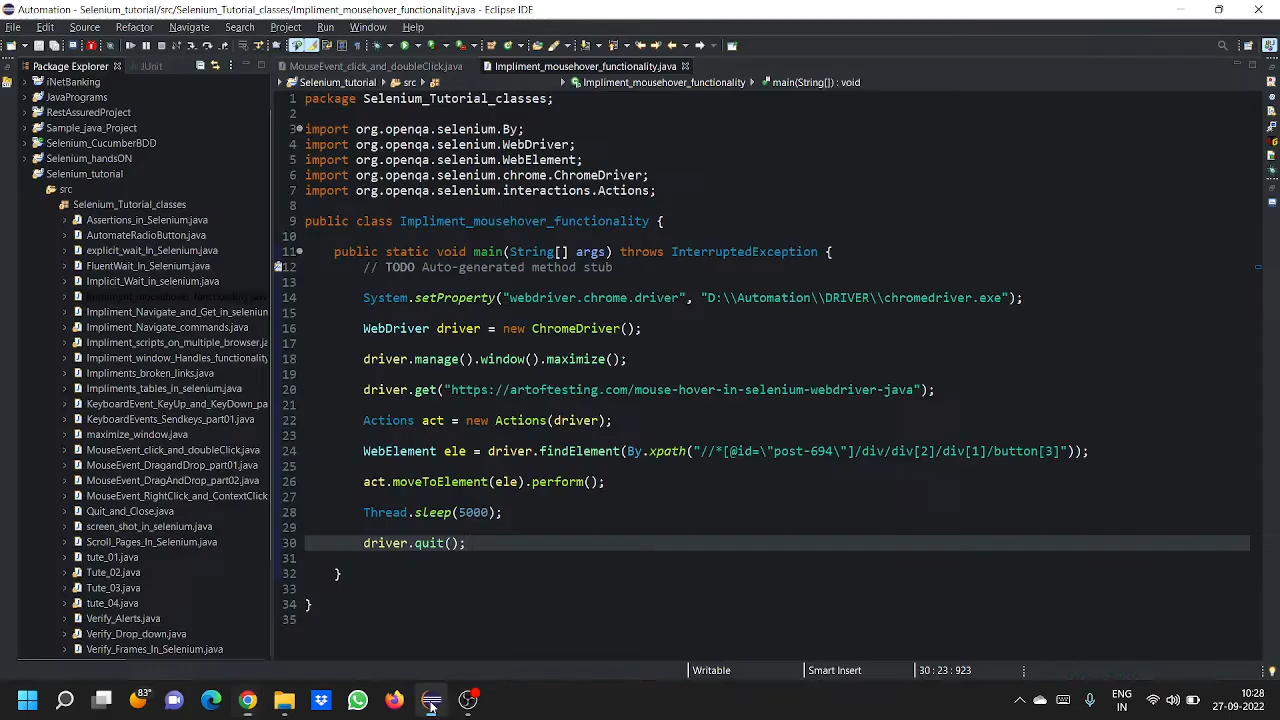 Automation - Selenium_tutorial/src/Selenium_Tutorial_classes/Impliment_mousehover_functionality.java - Eclipse IDE
File Edit Source Refactor Navigate Search Project Run Window Help
Package Explorer JUnit
MouseEvent_click_and_doubleClick.java Impliment_mousehover_functionality.java
Selenium_tutorial src Impliment_mousehover_functionality main(String[]) : void
iNetBanking
JavaPrograms
RestAssuredProject
Sample_java_Project
Selenium_CucumberBDD
Selenium_handsON
Selenium_tutorial
src
Selenium_Tutorial_classes
Assertions_in_Selenium.java
AutomateRadioButton.java
explicit_wait_In_Selenium.java
FluentWait_In_Selenium.java
Impert_Wait_in_Selenium.java
Impliment_mousehover_functionality.java
Impliment_Navigate_and_Get_in_selenium
Impliment_Navigate_commands.java
Impliment_scripts_on_multiple_browser.ja
Impliment_window_Handles_functionality
Impliments_broken_links.java
Impliments_tables_in_selenium.java
KeyboardEvent_KeyUp_and_KeyDown_pa
KeyboardEvents_Sendkeys_part01.java
maximize_window.java
MouseEvent_click_and_doubleClick.java
MouseEvent_DragandDrop_part01.java
MouseEvent_DragAndDrop_part02.java
MouseEvent_RightClick_and_ContextClick
Quit_and_Close.java
screen_shot_in_selenium.java
Scroll_Pages_In_Selenium.java
tute_01.java
Tute_02.java
Tute_03.java
tute_04.java
Verify_Alerts.java
Verify_Drop_down.java
Verify_Frames_In_Selenium.java
1 package Selenium_Tutorial_classes;
2
3 import org.openqa.selenium.By;
4 import org.openqa.selenium.WebDriver;
5 import org.openqa.selenium.WebElement;
6 import org.openqa.selenium.chrome.ChromeDriver;
7 import org.openqa.selenium.interactions.Actions;
8
9 public class Impliment_mousehover_functionality {
10
11 public static void main(String[] args) throws InterruptedException {
12 // TODO Auto-generated method stub
13
14 System.setProperty("webdriver.chrome.driver", "D:\\Automation\\DRIVER\\chromedriver.exe");
15
16 WebDriver driver = new ChromeDriver();
17
18 driver.manage().window().maximize();
19
20 driver.get("https://artoftesting.com/mouse-hover-in-selenium-webdriver-java");
21
22 Actions act = new Actions(driver);
23
24 WebElement ele = driver.findElement(By.xpath("//*[@id=\"post-694\"]/div/div[2]/div[1]/button[3]"));
25
26 act.moveToElement(ele).perform();
27
28 Thread.sleep(5000);
29
30 driver.quit();
31
32 }
33
34 }
35
Writable Smart Insert 30 : 23 : 923
83°
ENG
IN
10:28
27-09-2022